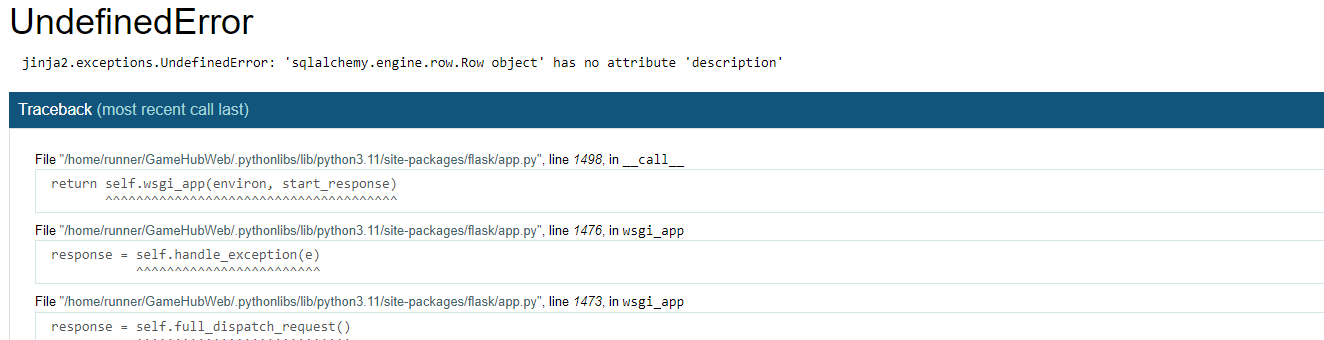 UndefinedError
jinja2.exceptions.UndefinedError: 'sqlalchemy.engine.row.Row object' has no attribute 'description'
Traceback (most recent call last)
File "/home/runner/GameHubWeb/.pythonlibs/lib/python3.11/site-packages/flask/app.py", line 1498, in __call__
return self.wsgi_app(environ, start_response)
^^^^^^^^^^^^^^^^^^^^^^^^^^^^^^^^^^^^^^
File "/home/runner/GameHubWeb/.pythonlibs/lib/python3.11/site-packages/flask/app.py", line 1476, in wsgi_app
response = self.handle_exception(e)
^^^^^^^^^^^^^^^^^^^^^^^^
File "/home/runner/GameHubWeb/.pythonlibs/lib/python3.11/site-packages/flask/app.py", line 1473, in wsgi_app
response = self.full_dispatch_request()
^^^^^^^^^^^^^^^^^^^^^^^^^^^^